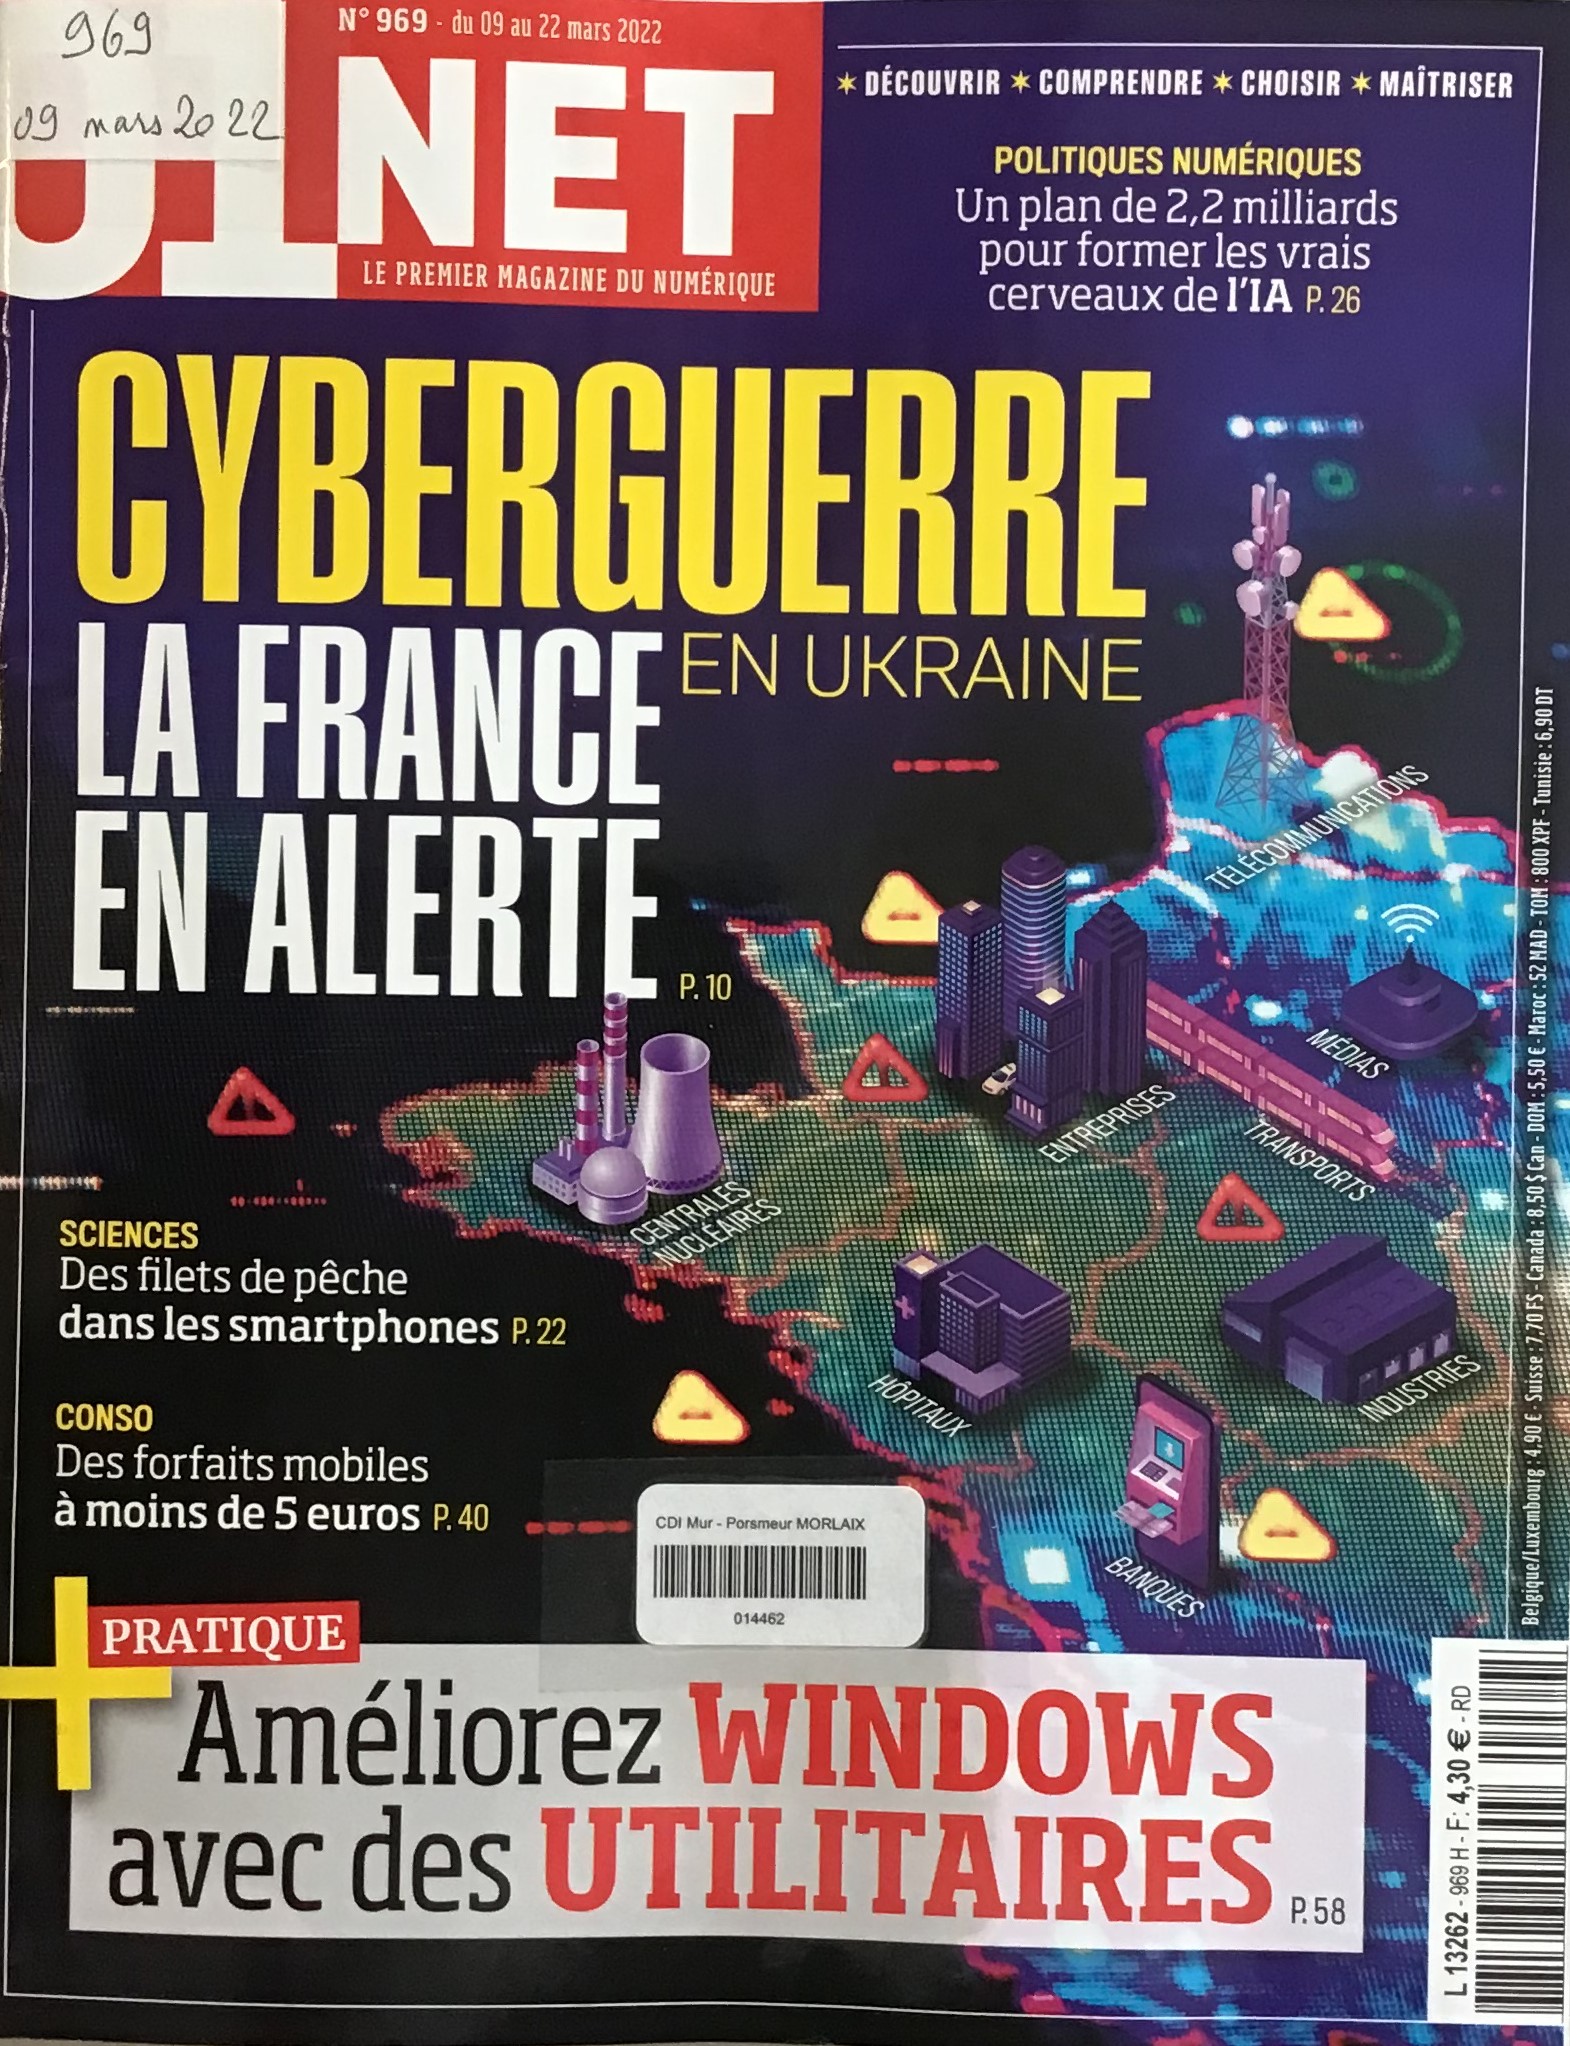 969
09 mars 2022
N° 969 - du 09 au 22 mars 2022
01NET
LE PREMIER MAGAZINE DU NUMÉRIQUE
✶ DÉCOUVRIR ✶ COMPRENDRE ✶ CHOISIR ✶ MAÎTRISER
POLITIQUES NUMÉRIQUES
Un plan de 2,2 milliards
pour former les vrais
cerveaux de l'IA P. 26
CYBERGUERRE
EN UKRAINE
LA FRANCE
EN ALERTE P. 10
TÉLÉCOMMUNICATIONS
MÉDIAS
ENTREPRISES
TRANSPORTS
CENTRALES
NUCLÉAIRES
HÔPITAUX
INDUSTRIES
BANQUES
SCIENCES
Des filets de pêche
dans les smartphones P. 22
CONSO
Des forfaits mobiles
à moins de 5 euros P. 40
CDI Mur - Porsmeur MORLAIX
014462
+ PRATIQUE
Améliorez WINDOWS
avec des UTILITAIRES P. 58
Belgique/Luxembourg : 4,90 € - Suisse : 7,70 FS - Canada : 8,50 $ Can - DOM : 5,50 € - Maroc : 52 MAD - TOM : 800 XPF - Tunisie : 6,90 DT
L 13262 - 969 H - F : 4,30 € - RD